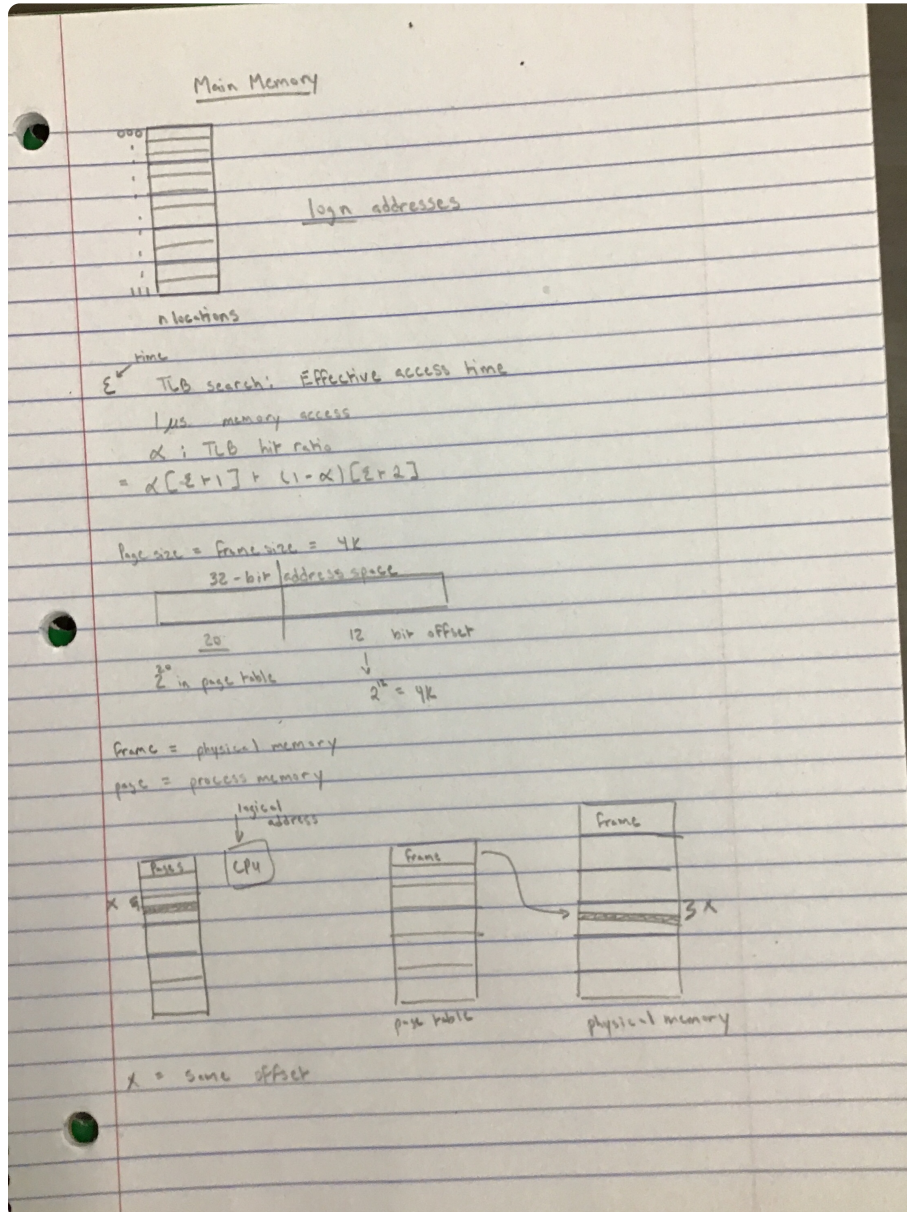 Main Memory
000
logn addresses
111
n locations
time
Σ TLB search: Effective access time
1 μs. memory access
α : TLB hit ratio
= α[Σ+1] + (1-α)[Σ+2]
Page size = Frame size = 4K
32-bit address space
20 12 bit offset
2^20 in page table
2^12 = 4K
frame = physical memory
page = process memory
logical address
Pages CPU Frame Frame
X X
page table physical memory
X = same offset